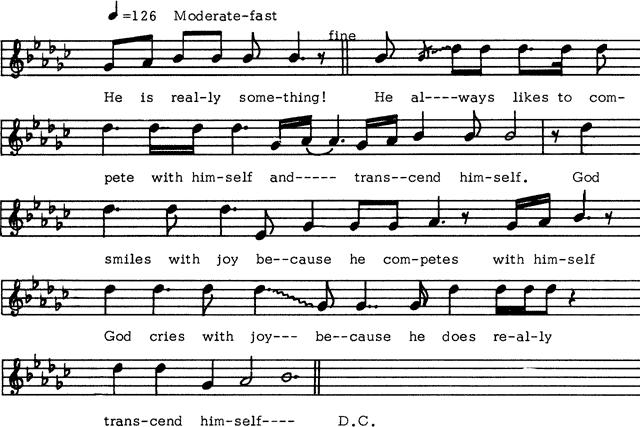 ♩=126 Moderate-fast
fine
He is real-ly some-thing! He al----ways likes to com-
pete with him-self and----- trans--cend him-self. God
smiles with joy be--cause he com-petes with him-self
God cries with joy--- be--cause he does re-al-ly
trans-cend him-self---- D.C.